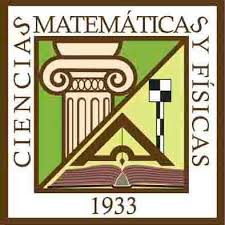 CIENCIAS MATEMÁTICAS Y FÍSICAS
1933